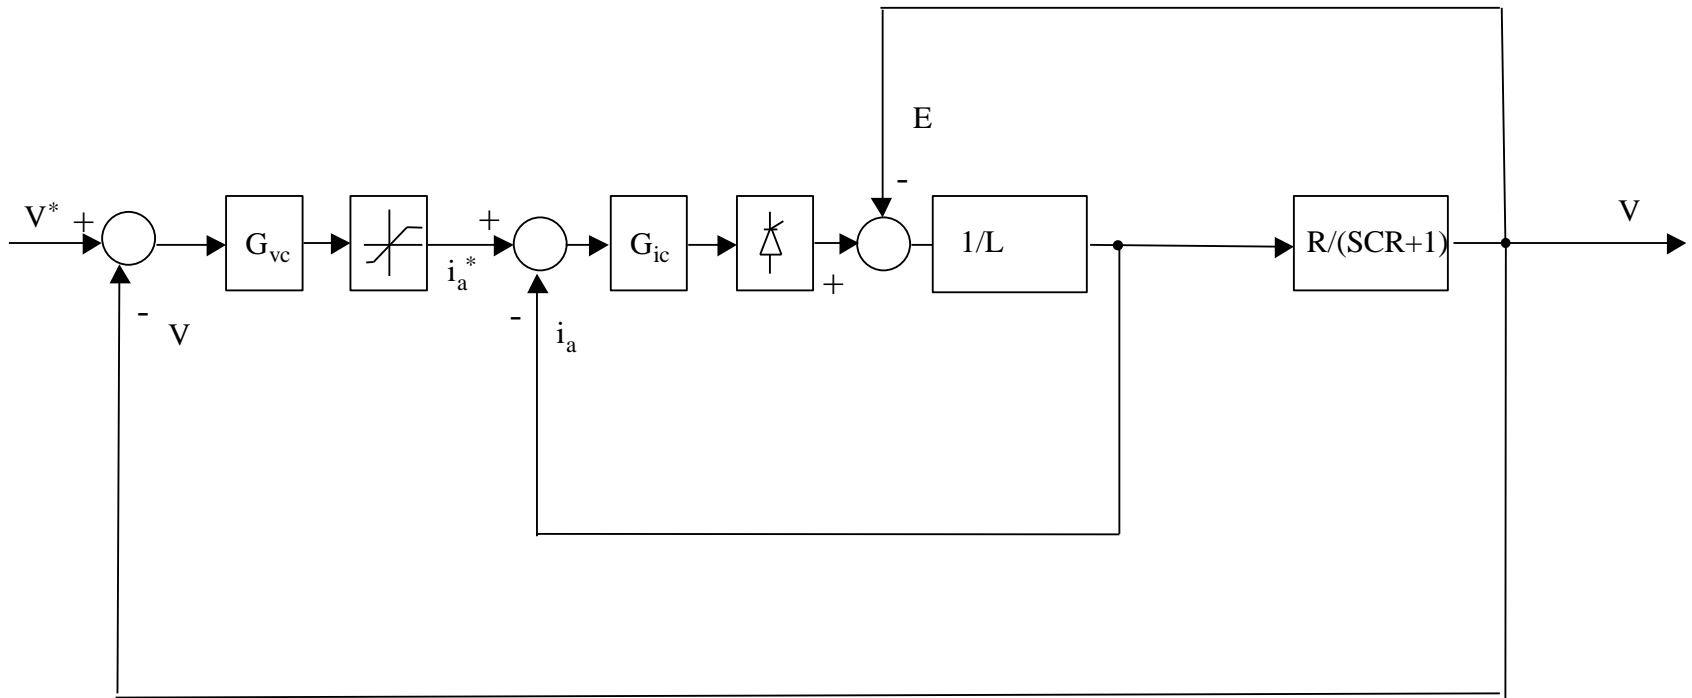 E
-
V* +
G_vc
+
i_a*
G_ic
+
1/L
R/(SCR+1)
V
-
V
-
i_a